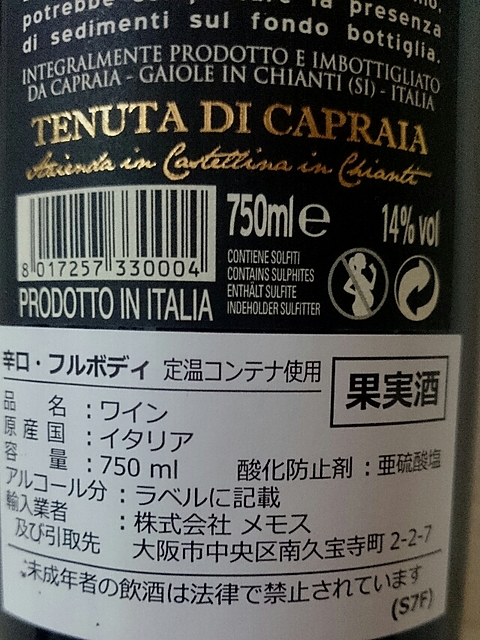 potrebbe la presenza
di sedimenti sul fondo bottiglia.
INTEGRALMENTE PRODOTTO E IMBOTTIGLIATO
DA CAPRAIA - GAIOLE IN CHIANTI (SI) - ITALIA
TENUTA DI CAPRAIA
Azienda in Castellina in Chianti
750ml e 14% vol
CONTIENE SOLFITI
CONTAINS SULPHITES
ENTHÄLT SULFITE
INDEHOLDER SULFITTER
8 017257 330004
PRODOTTO IN ITALIA
辛口・フルボディ 定温コンテナ使用
果実酒
品名：ワイン
原産国：イタリア
容量：750 ml 酸化防止剤：亜硫酸塩
アルコール分：ラベルに記載
輸入業者：株式会社 メモス
及び引取先 大阪市中央区南久宝寺町 2-2-7
未成年者の飲酒は法律で禁止されています
(S7F)